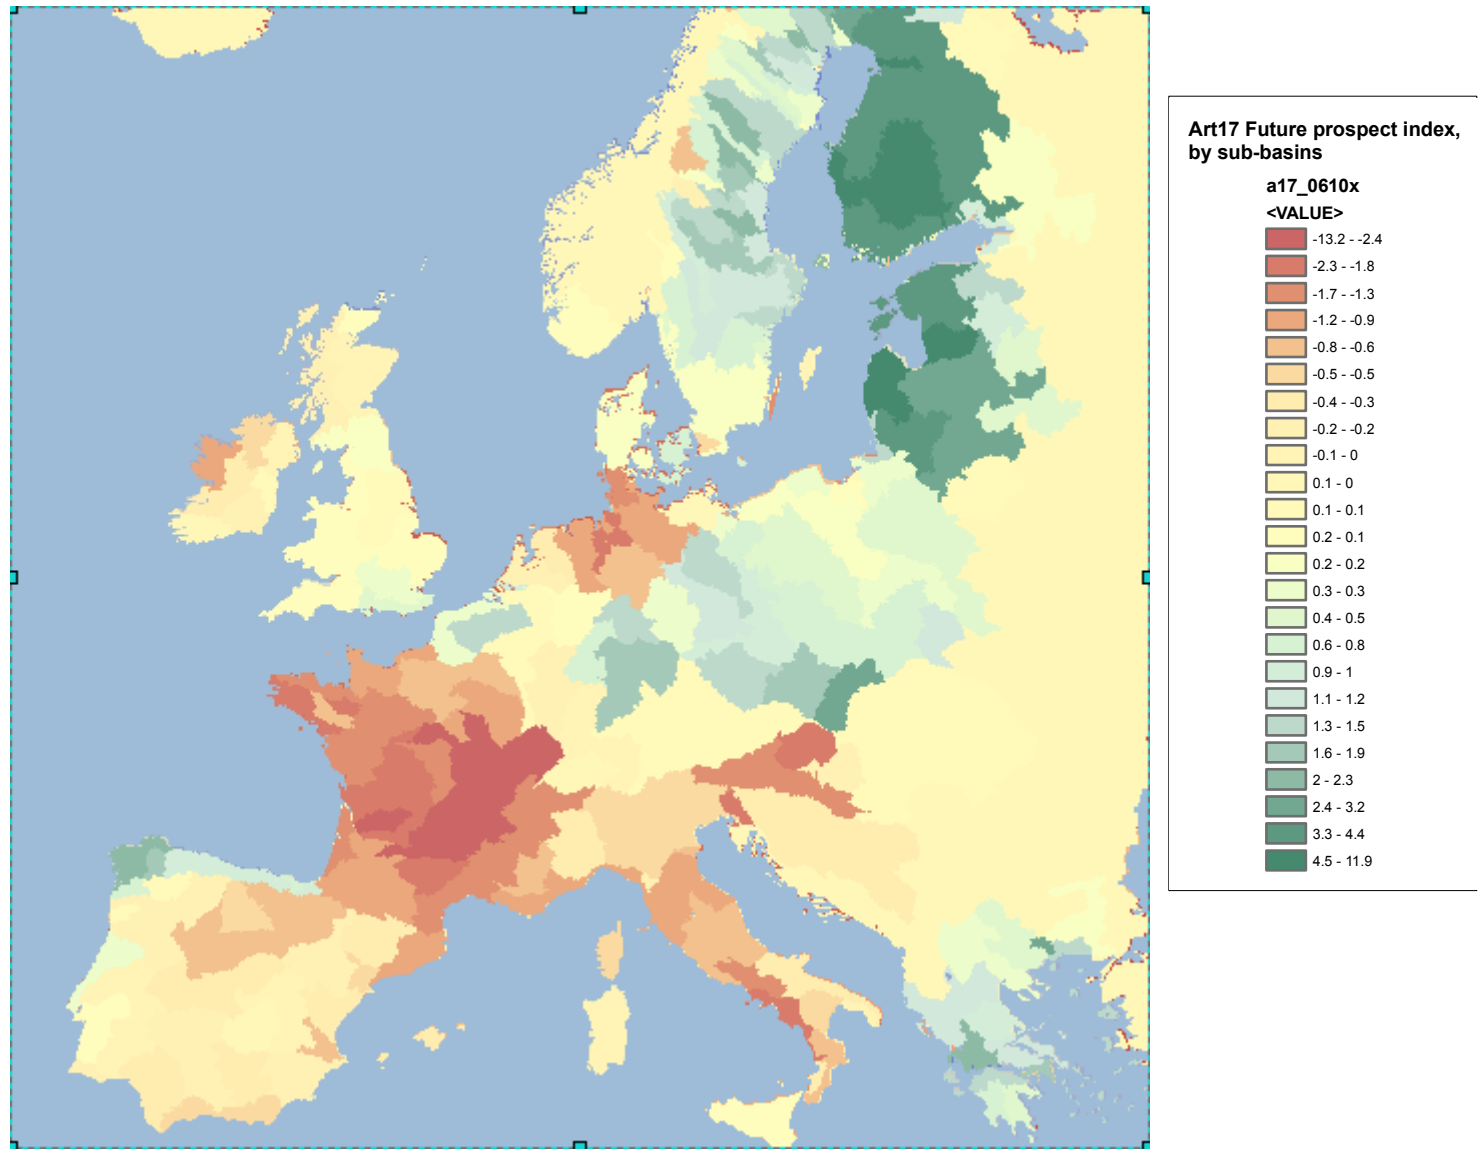 Art17 Future prospect index,
by sub-basins
a17_0610x
<VALUE>
-13.2 - -2.4
-2.3 - -1.8
-1.7 - -1.3
-1.2 - -0.9
-0.8 - -0.6
-0.5 - -0.5
-0.4 - -0.3
-0.2 - -0.2
-0.1 - 0
0.1 - 0
0.1 - 0.1
0.2 - 0.1
0.2 - 0.2
0.3 - 0.3
0.4 - 0.5
0.6 - 0.8
0.9 - 1
1.1 - 1.2
1.3 - 1.5
1.6 - 1.9
2 - 2.3
2.4 - 3.2
3.3 - 4.4
4.5 - 11.9